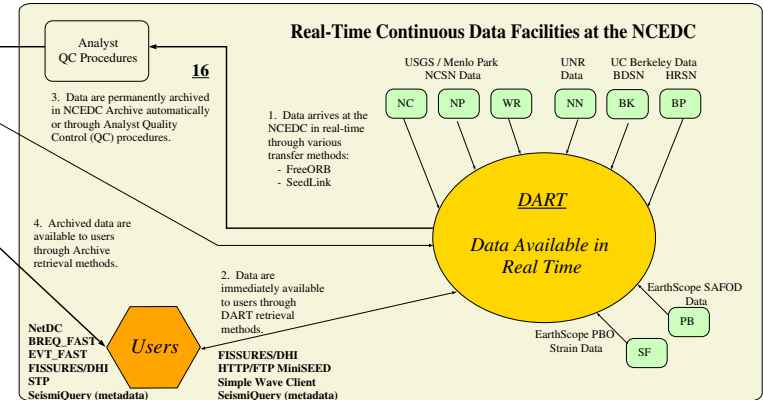 Real-Time Continuous Data Facilities at the NCEDC
Analyst
QC Procedures
16
USGS / Menlo Park
NCSN Data
UNR
Data
UC Berkeley Data
BDSN HRSN
NC
NP
WR
NN
BK
BP
3. Data are permanently archived
in NCEDC Archive automatically
or through Analyst Quality
Control (QC) procedures.
1. Data arrives at the
NCEDC in real-time
through various
transfer methods:
- FreeORB
- SeedLink
DART
Data Available in
Real Time
4. Archived data are
available to users
through Archive
retrieval methods.
2. Data are
immediately available
to users through
DART retrieval
methods.
EarthScope SAFOD
Data
PB
EarthScope PBO
Strain Data
SF
Users
NetDC
BREQ_FAST
EVT_FAST
FISSURES/DHI
STP
SeismiQuery (metadata)
FISSURES/DHI
HTTP/FTP MiniSEED
Simple Wave Client
SeismiQuery (metadata)